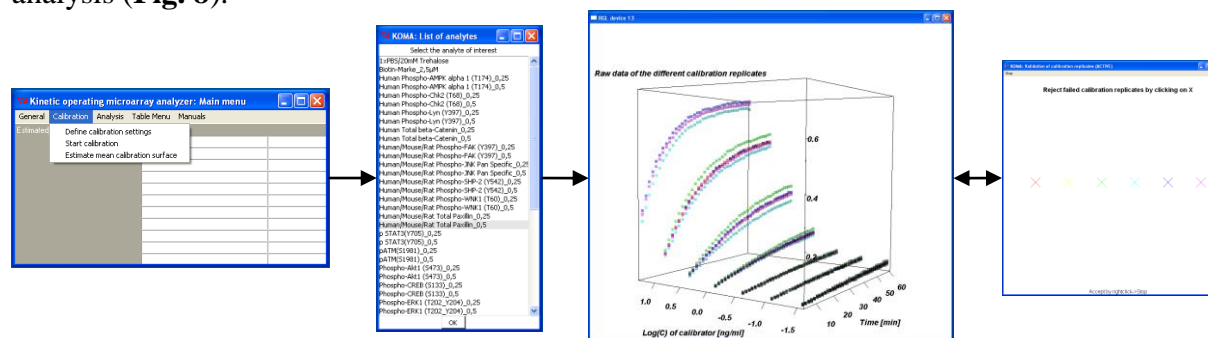 analysis (Fig. 8).
Kinetic operating microarray analyzer: Main menu
General Calibration Analysis Table Menu Manuals
Estimated
Define calibration settings
Start calibration
Estimate mean calibration surface
KOMA: List of analytes
Select the analyte of interest
1xPBS/20mM Trehalose
Biotin-Marke_2,5µM
Human Phospho-AMPK alpha 1 (T174)_0,25
Human Phospho-AMPK alpha 1 (T174)_0,5
Human Phospho-Chk2 (T68)_0,25
Human Phospho-Chk2 (T68)_0,5
Human Phospho-Lyn (Y397)_0,25
Human Phospho-Lyn (Y397)_0,5
Human Total beta-Catenin_0,25
Human Total beta-Catenin_0,5
Human/Mouse/Rat Phospho-FAK (Y397)_0,25
Human/Mouse/Rat Phospho-FAK (Y397)_0,5
Human/Mouse/Rat Phospho-JNK Pan Specific_0,25
Human/Mouse/Rat Phospho-JNK Pan Specific_0,5
Human/Mouse/Rat Phospho-SHP-2 (Y542)_0,25
Human/Mouse/Rat Phospho-SHP-2 (Y542)_0,5
Human/Mouse/Rat Phospho-WNK1 (T60)_0,25
Human/Mouse/Rat Phospho-WNK1 (T60)_0,5
Human/Mouse/Rat Total Paxillin_0,25
Human/Mouse/Rat Total Paxillin_0,5
p STAT3(Y705)_0,25
p STAT3(Y705)_0,5
pATM(S1981)_0,25
pATM(S1981)_0,5
Phospho-Akt1 (S473)_0,25
Phospho-Akt1 (S473)_0,5
Phospho-CREB (S133)_0,25
Phospho-CREB (S133)_0,5
Phospho-ERK1 (T202_Y204)_0,25
Phospho-ERK1 (T202_Y204)_0,5
OK
RGL device 13
Raw data of the different calibration replicates
0.6
0.4
0.2
1.0 0.5 0.0 -0.5 -1.0 -1.5
Log(C) of calibrator [ng/ml]
10 20 30 40 50 60
Time [min]
KOMA: Validation of calibration replicates (ACTIVE)
Stop
Reject failed calibration replicates by clicking on X
Accept by rightclick->Stop